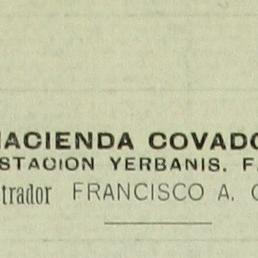 HACIENDA COVADO
STACION YERBANIS. F.
trador FRANCISCO A. G